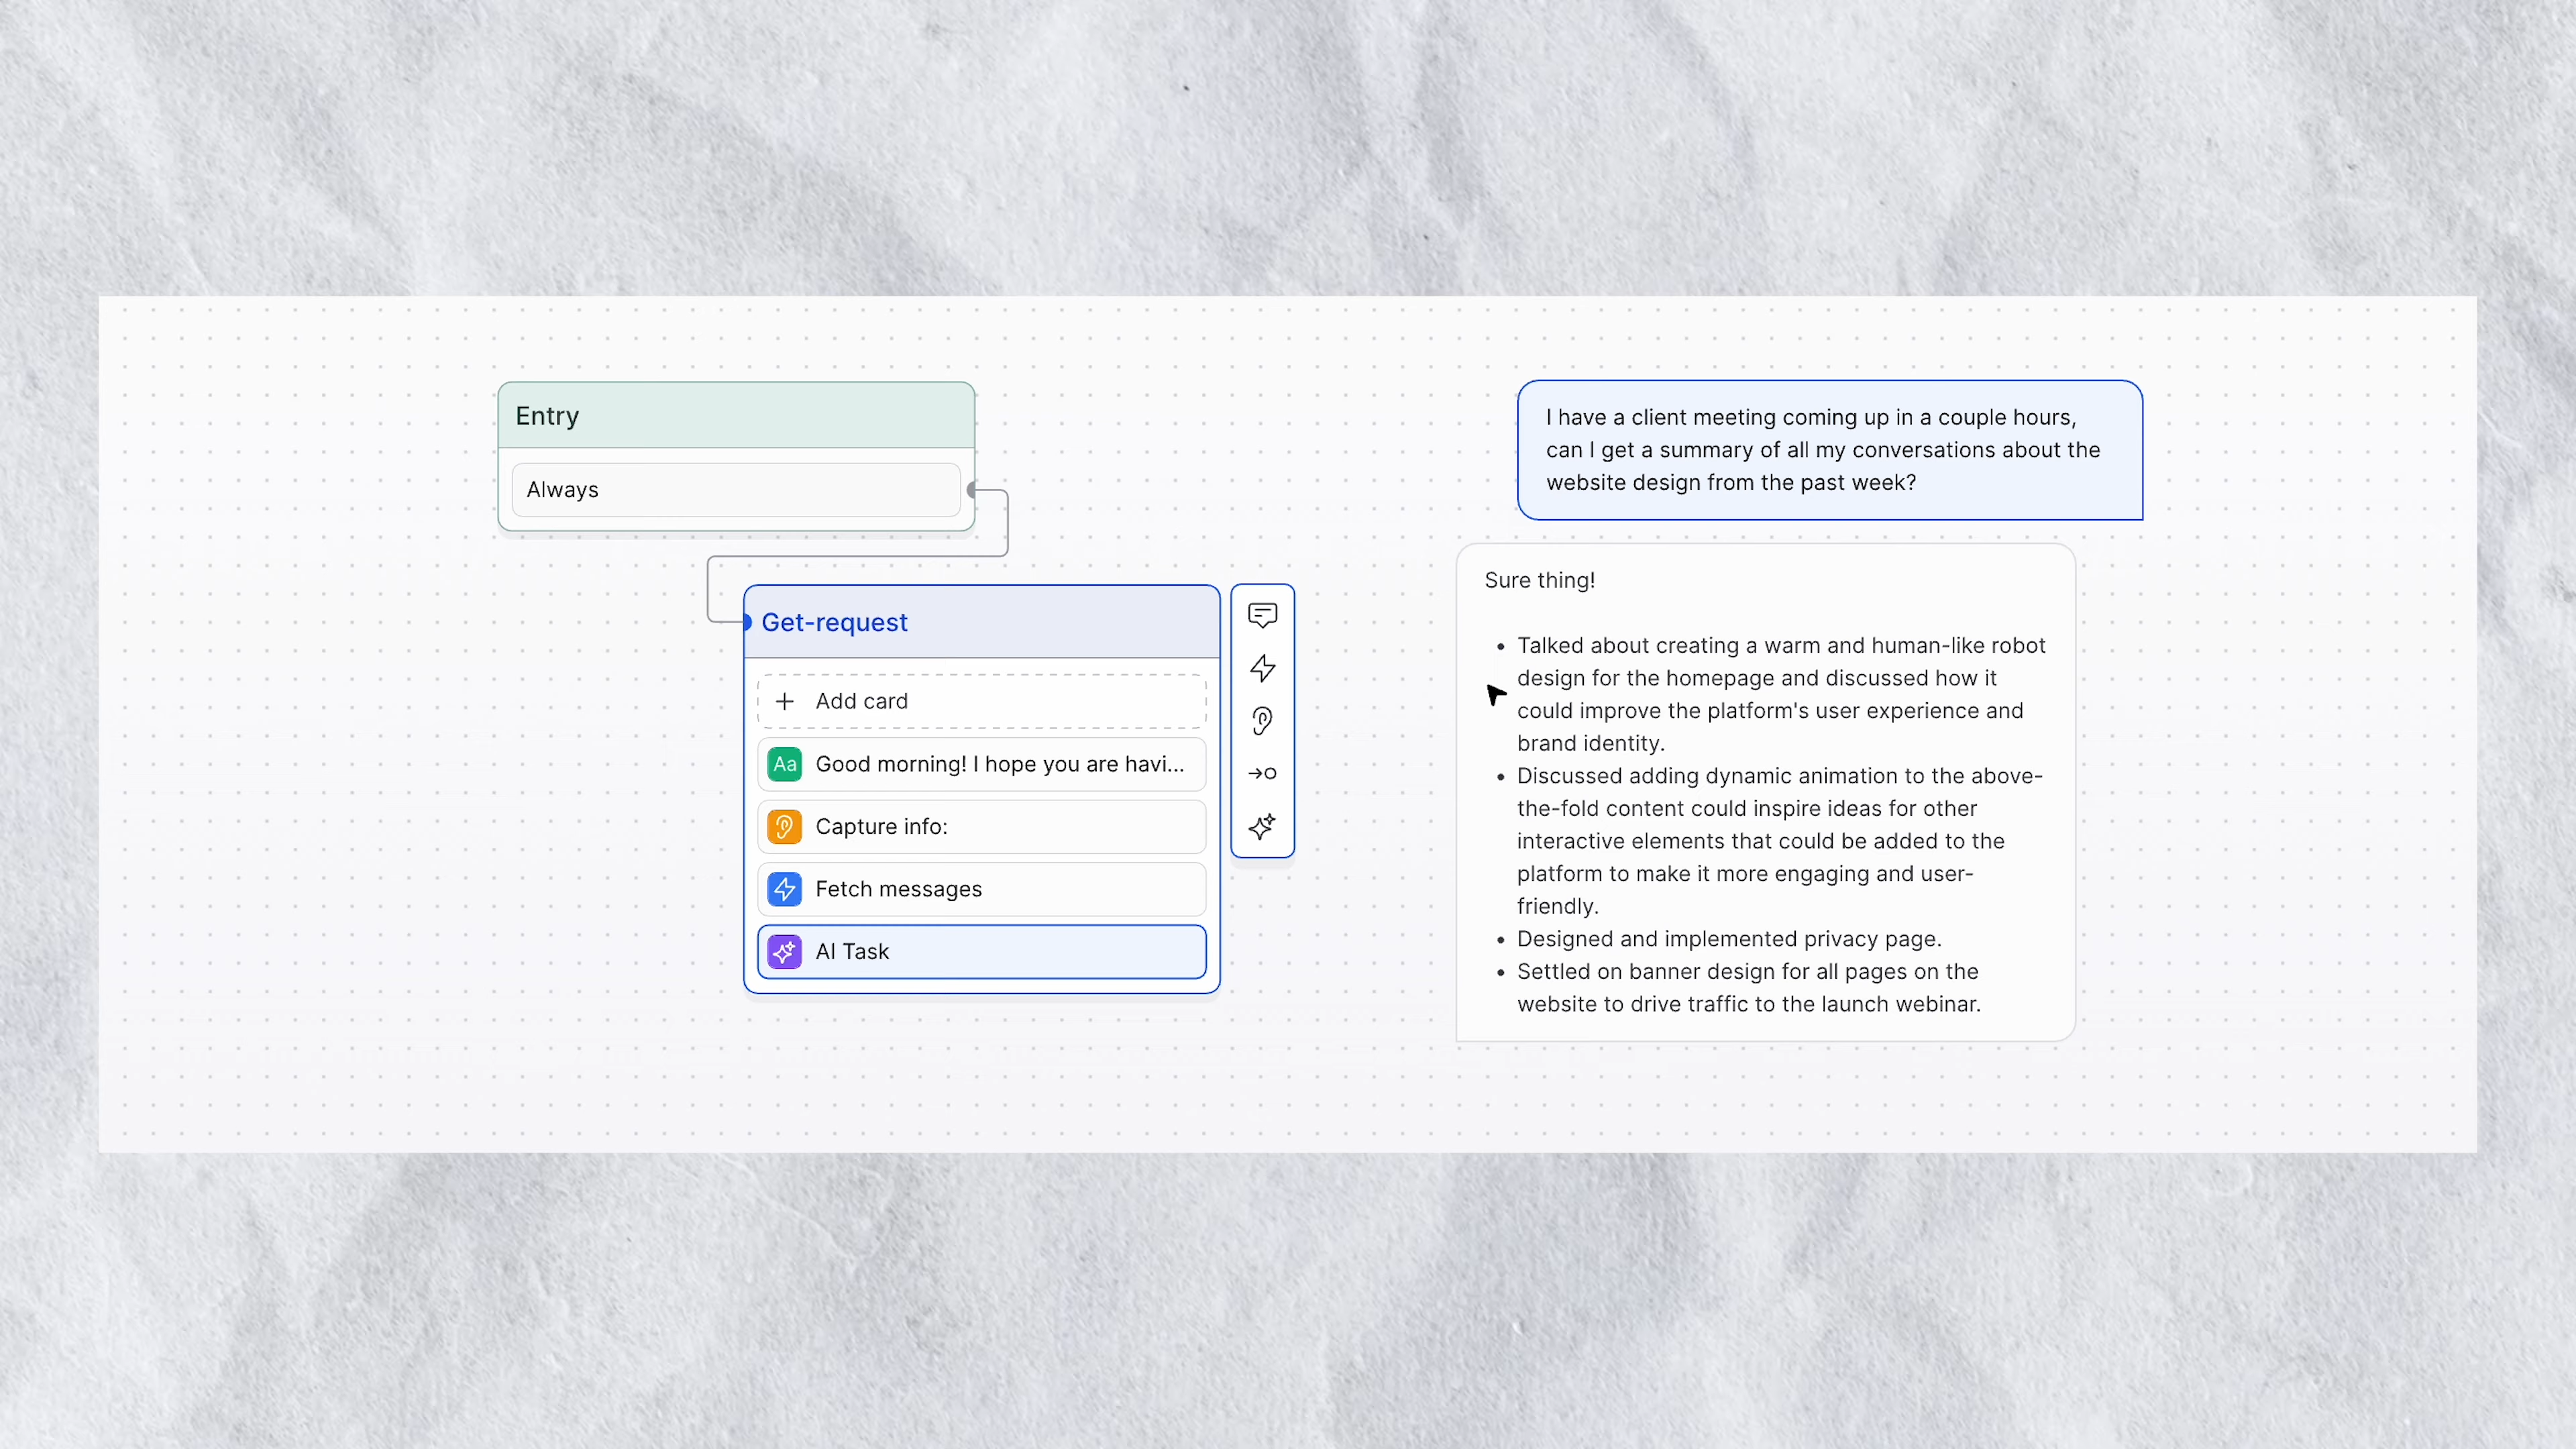 Entry
Always
Get-request
Add card
Aa Good morning! I hope you are havi...
Capture info:
Fetch messages
AI Task
I have a client meeting coming up in a couple hours,
can I get a summary of all my conversations about the
website design from the past week?
Sure thing!
• Talked about creating a warm and human-like robot
design for the homepage and discussed how it
could improve the platform's user experience and
brand identity.
• Discussed adding dynamic animation to the above-
the-fold content could inspire ideas for other
interactive elements that could be added to the
platform to make it more engaging and user-
friendly.
• Designed and implemented privacy page.
• Settled on banner design for all pages on the
website to drive traffic to the launch webinar.